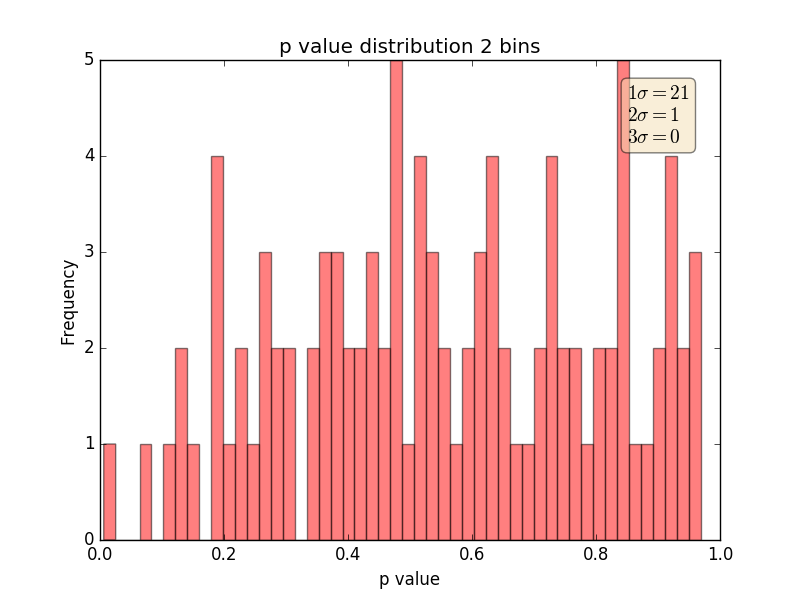 p value distribution 2 bins
5
4
3
2
1
0
Frequency
1σ = 21
2σ = 1
3σ = 0
0.0 0.2 0.4 0.6 0.8 1.0
p value